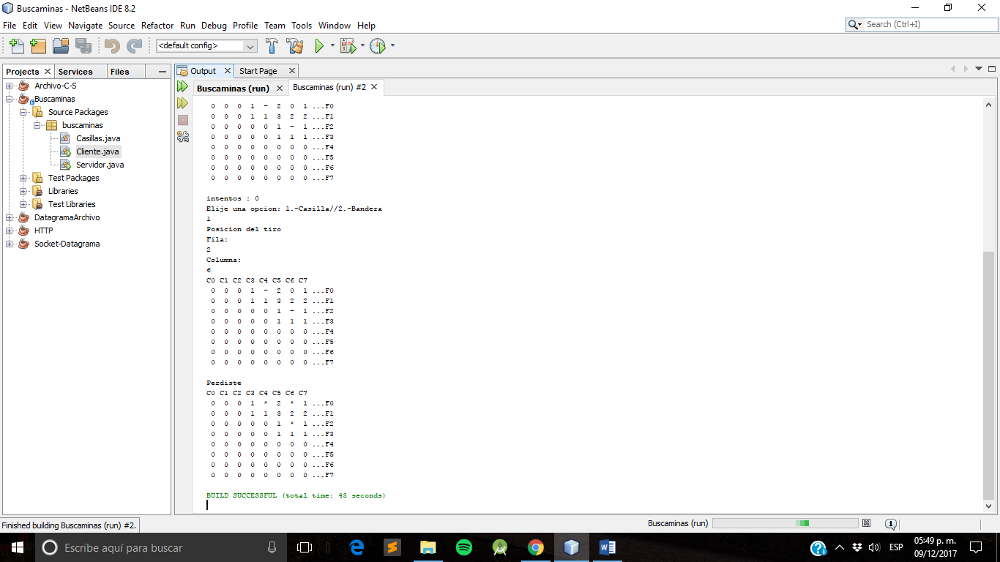 Buscaminas - NetBeans IDE 8.2
File Edit View Navigate Source Refactor Run Debug Profile Team Tools Window Help
Search (Ctrl+I)
<default config>
Projects Services Files
Output Start Page
Archivo-C-S
Buscaminas
Source Packages
buscaminas
Casillas.java
Cliente.java
Servidor.java
Test Packages
Libraries
Test Libraries
DatagramaArchivo
HTTP
Socket-Datagrama
Buscaminas (run) Buscaminas (run) #2
0 0 0 1 - 2 0 1 ...F0
0 0 0 1 1 3 2 2 ...F1
0 0 0 0 0 1 - 1 ...F2
0 0 0 0 0 1 1 1 ...F3
0 0 0 0 0 0 0 0 ...F4
0 0 0 0 0 0 0 0 ...F5
0 0 0 0 0 0 0 0 ...F6
0 0 0 0 0 0 0 0 ...F7
intentos : 0
Elije una opcion: 1.-Casilla//2.-Bandera
1
Posicion del tiro
Fila:
2
Columna:
6
C0 C1 C2 C3 C4 C5 C6 C7
0 0 0 1 - 2 0 1 ...F0
0 0 0 1 1 3 2 2 ...F1
0 0 0 0 0 1 - 1 ...F2
0 0 0 0 0 1 1 1 ...F3
0 0 0 0 0 0 0 0 ...F4
0 0 0 0 0 0 0 0 ...F5
0 0 0 0 0 0 0 0 ...F6
0 0 0 0 0 0 0 0 ...F7
Perdiste
C0 C1 C2 C3 C4 C5 C6 C7
0 0 0 1 * 2 * 1 ...F0
0 0 0 1 1 3 2 2 ...F1
0 0 0 0 0 1 * 1 ...F2
0 0 0 0 0 1 1 1 ...F3
0 0 0 0 0 0 0 0 ...F4
0 0 0 0 0 0 0 0 ...F5
0 0 0 0 0 0 0 0 ...F6
0 0 0 0 0 0 0 0 ...F7
BUILD SUCCESSFUL (total time: 43 seconds)
Finished building Buscaminas (run) #2.
Buscaminas (run)
1
Escribe aquí para buscar
ESP
05:49 p. m.
09/12/2017